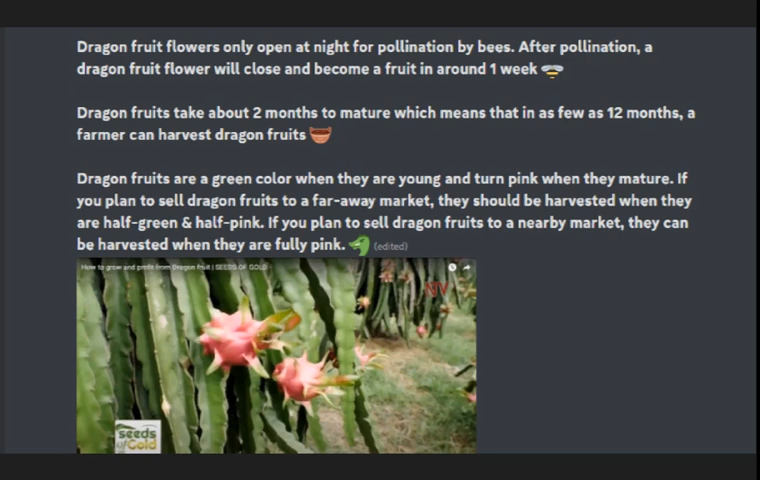 Dragon fruit flowers only open at night for pollination by bees. After pollination, a
dragon fruit flower will close and become a fruit in around 1 week
Dragon fruits take about 2 months to mature which means that in as few as 12 months, a
farmer can harvest dragon fruits
Dragon fruits are a green color when they are young and turn pink when they mature. If
you plan to sell dragon fruits to a far-away market, they should be harvested when they
are half-green & half-pink. If you plan to sell dragon fruits to a nearby market, they can
be harvested when they are fully pink. (edited)
How to grow and profit from Dragon fruit | SEEDS OF GOLD
NTV
seeds
of Gold